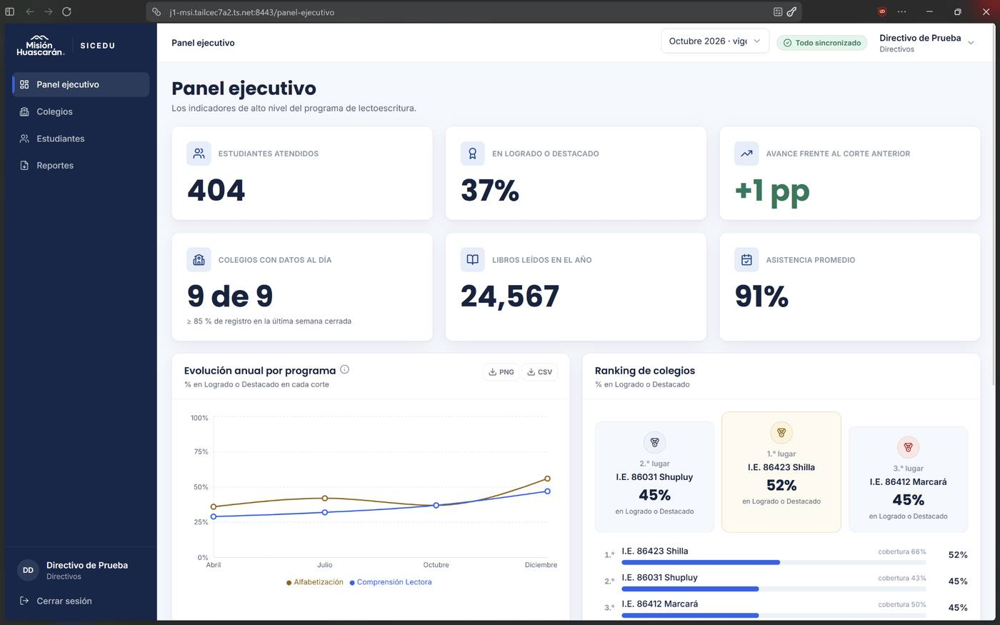 j1-msi.tailcec7a2.ts.net:8443/panel-ejecutivo
UD
Misión
Huascarán.
SICEDU
Panel ejecutivo
Colegios
Estudiantes
Reportes
DD
Directivo de Prueba
Directivos
Cerrar sesión
Panel ejecutivo
Octubre 2026 · vige
Todo sincronizado
Directivo de Prueba
Directivos
Panel ejecutivo
Los indicadores de alto nivel del programa de lectoescritura.
ESTUDIANTES ATENDIDOS
404
EN LOGRADO O DESTACADO
37%
AVANCE FRENTE AL CORTE ANTERIOR
+1 pp
COLEGIOS CON DATOS AL DÍA
9 de 9
≥ 85 % de registro en la última semana cerrada
LIBROS LEÍDOS EN EL AÑO
24,567
ASISTENCIA PROMEDIO
91%
Evolución anual por programa
% en Logrado o Destacado en cada corte
PNG
CSV
100%
75%
50%
25%
0%
Abril Julio Octubre Diciembre
Alfabetización Comprensión Lectora
Ranking de colegios
% en Logrado o Destacado
2.° lugar
I.E. 86031 Shupluy
45%
en Logrado o Destacado
1.° lugar
I.E. 86423 Shilla
52%
en Logrado o Destacado
3.° lugar
I.E. 86412 Marcará
45%
en Logrado o Destacado
1.° I.E. 86423 Shilla cobertura 66% 52%
2.° I.E. 86031 Shupluy cobertura 43% 45%
3.° I.E. 86412 Marcará cobertura 50% 45%